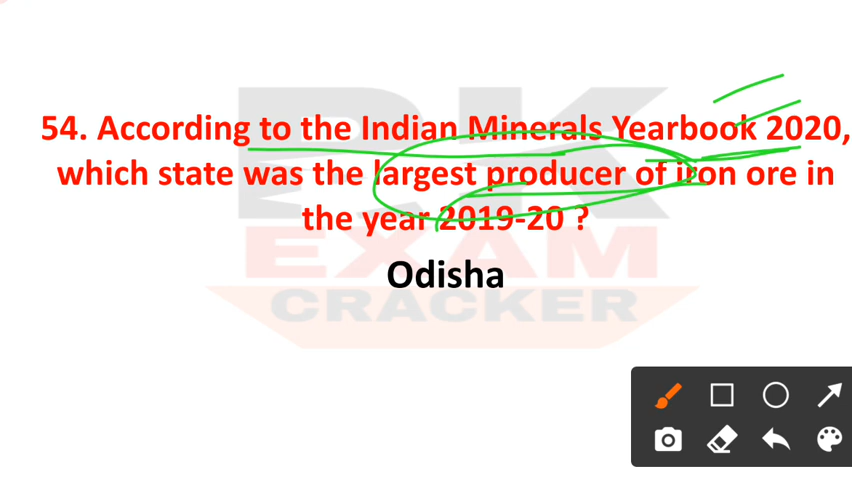 54. According to the Indian Minerals Yearbook 2020,
which state was the largest producer of iron ore in
the year 2019-20 ?
Odisha
BK
EXAM
CRACKER